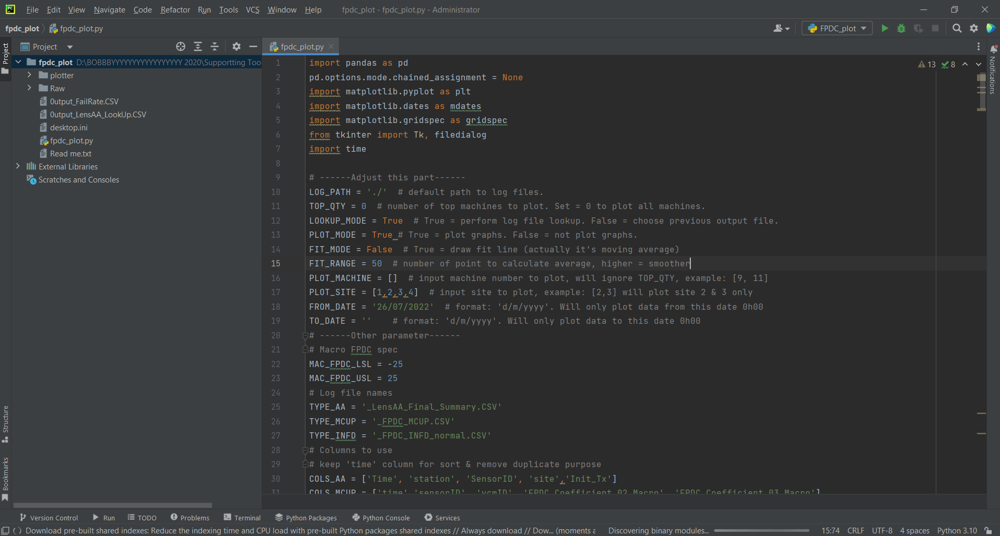 File Edit View Navigate Code Refactor Run Tools VCS Window Help fpdc_plot - fpdc_plot.py - Administrator
fpdc_plot fpdc_plot.py FPDC_plot
Project
Project
fpdc_plot.py
fpdc_plot D:\BOBBBYYYYYYYYYYYYYYYYY 2020\Supportting Too
plotter
Raw
0utput_FailRate.CSV
0utput_LensAA_LookUp.CSV
desktop.ini
fpdc_plot.py
Read me.txt
External Libraries
Scratches and Consoles
Structure
Bookmarks
13 8
Notifications
1 import pandas as pd
2 pd.options.mode.chained_assignment = None
3 import matplotlib.pyplot as plt
4 import matplotlib.dates as mdates
5 import matplotlib.gridspec as gridspec
6 from tkinter import Tk, filedialog
7 import time
8
9 # ------Adjust this part------
10 LOG_PATH = './'  # default path to log files.
11 TOP_QTY = 0  # number of top machines to plot. Set = 0 to plot all machines.
12 LOOKUP_MODE = True  # True = perform log file lookup. False = choose previous output file.
13 PLOT_MODE = True # True = plot graphs. False = not plot graphs.
14 FIT_MODE = False  # True = draw fit line (actually it's moving average)
15 FIT_RANGE = 50  # number of point to calculate average, higher = smoother
16 PLOT_MACHINE = []  # input machine number to plot, will ignore TOP_QTY, example: [9, 11]
17 PLOT_SITE = [1,2,3,4]  # input site to plot, example: [2,3] will plot site 2 & 3 only
18 FROM_DATE = '26/07/2022'  # format: 'd/m/yyyy'. Will only plot data from this date 0h00
19 TO_DATE = ''    # format: 'd/m/yyyy'. Will only plot data to this date 0h00
20 # ------Other parameter------
21 # Macro FPDC spec
22 MAC_FPDC_LSL = -25
23 MAC_FPDC_USL = 25
24 # Log file names
25 TYPE_AA = '_LensAA_Final_Summary.CSV'
26 TYPE_MCUP = '_FPDC_MCUP.CSV'
27 TYPE_INFD = '_FPDC_INFD_normal.CSV'
28 # Columns to use
29 # keep 'time' column for sort & remove duplicate purpose
30 COLS_AA = ['Time', 'station', 'SensorID', 'site','Init_Tx']
31 COLS_MCUP = ['time','sensorID', 'vcmID', 'FPDC_Coefficient_02_Macro', 'FPDC_Coefficient_03_Macro']
Version Control Run TODO Problems Terminal Python Packages Python Console Services
Download pre-built shared indexes: Reduce the indexing time and CPU load with pre-built Python packages shared indexes // Always download // Dow... (moments a Discovering binary modules... 15:74 CRLF UTF-8 4 spaces Python 3.10